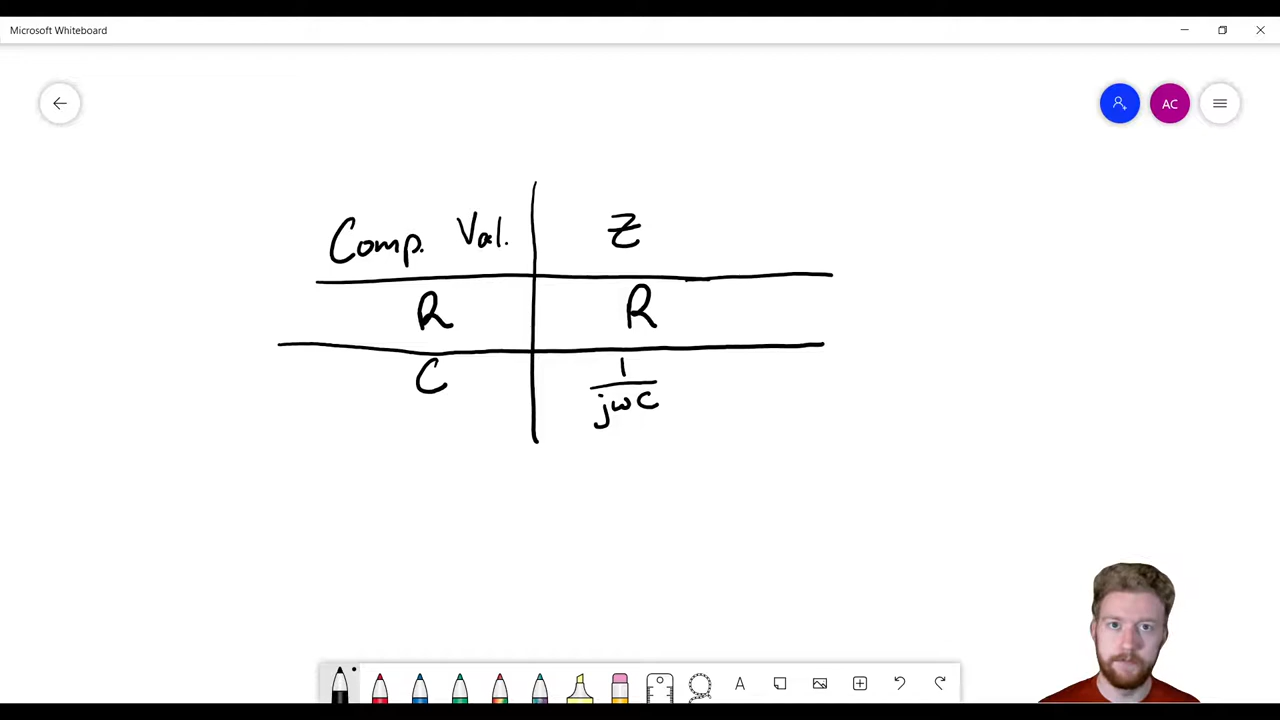 Microsoft Whiteboard
AC
Comp. Val. Z
R R
C 1
jωC
A